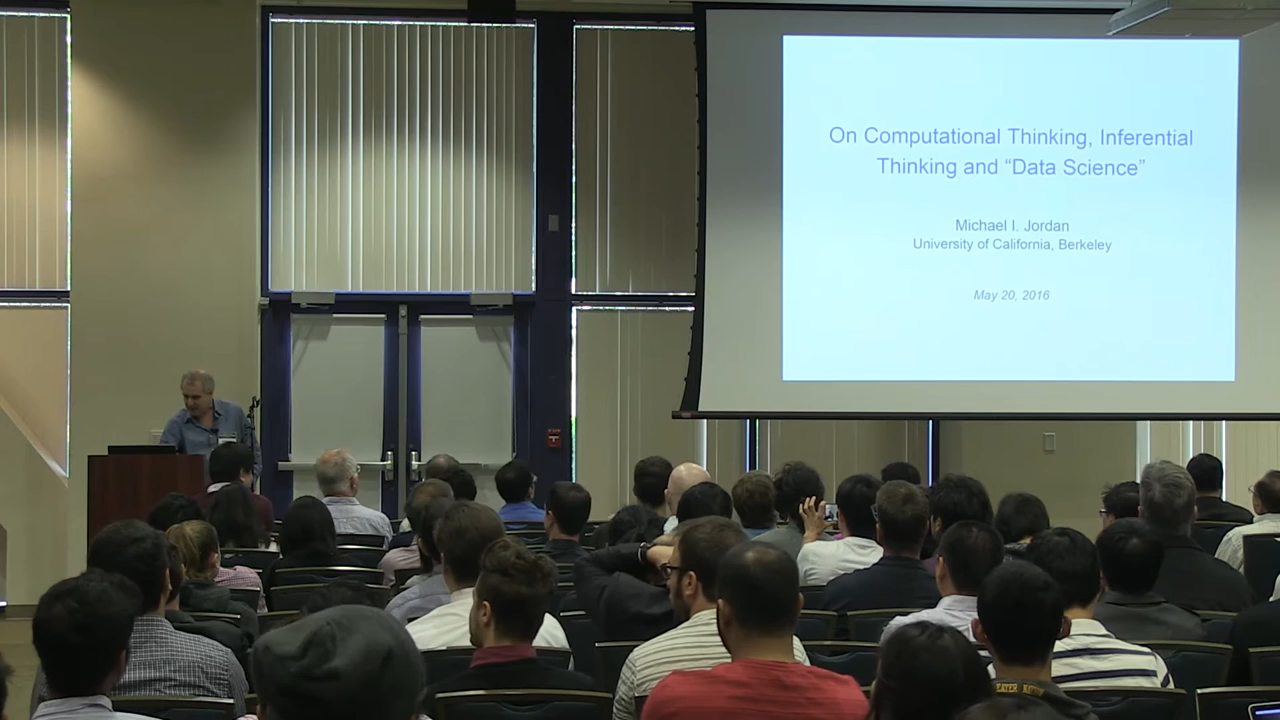 On Computational Thinking, Inferential
Thinking and “Data Science”
Michael I. Jordan
University of California, Berkeley
May 20, 2016